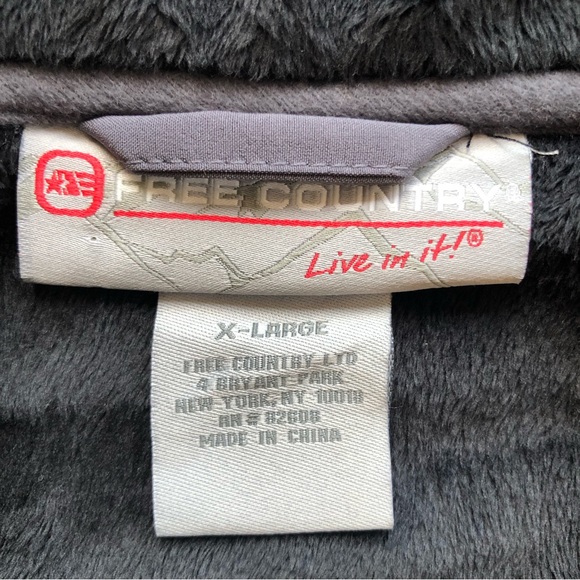 FREE COUNTRY®
Live in it!®
X-LARGE
FREE COUNTRY LTD
4 BRYANT PARK
NEW YORK, NY 10018
RN # 82608
MADE IN CHINA